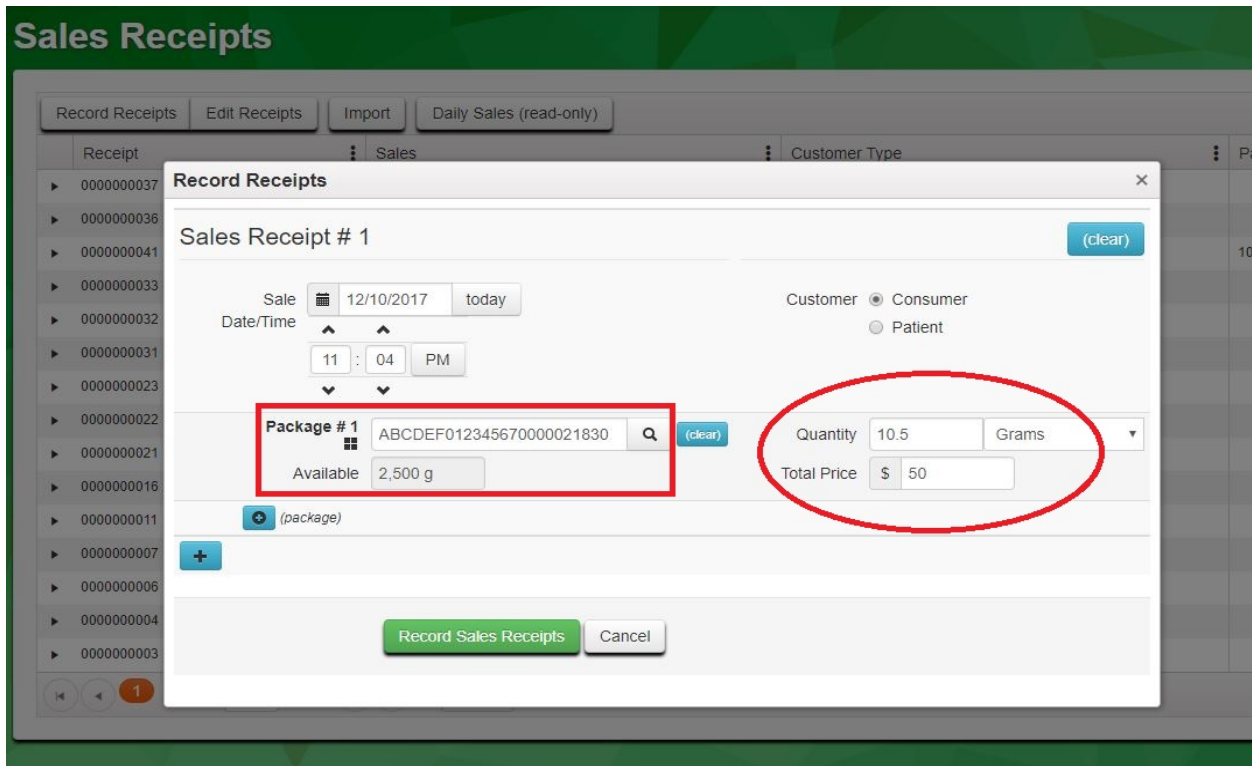 Sales Receipts
Record Receipts Edit Receipts Import Daily Sales (read-only)
Receipt Sales Customer Type
0000000037
0000000036
0000000041 10
0000000033
0000000032
0000000031
0000000023
0000000022
0000000021
0000000016
0000000011
0000000007
0000000006
0000000004
0000000003
1
Record Receipts ×
Sales Receipt # 1 (clear)
Sale Date/Time 12/10/2017 today
11 : 04 PM
Customer Consumer
Patient
Package # 1 ABCDEF012345670000021830 (clear)
Available 2,500 g
Quantity 10.5 Grams
Total Price $ 50
(package)
Record Sales Receipts Cancel